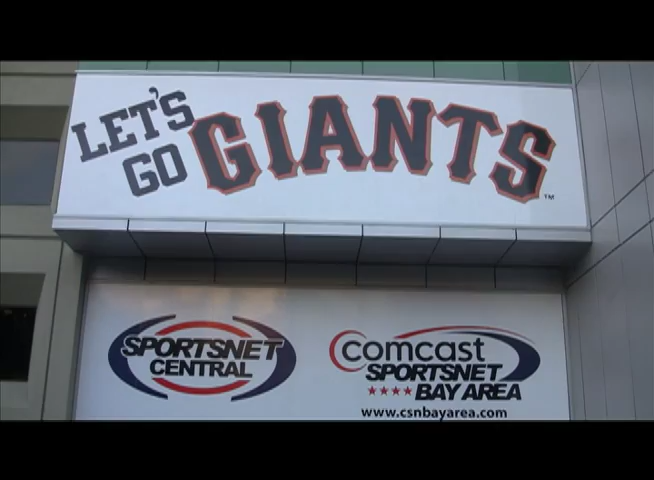 LET'S
GO GIANTS
TM
SPORTSNET
CENTRAL
comcast
SPORTSNET
BAY AREA
www.csnbayarea.com